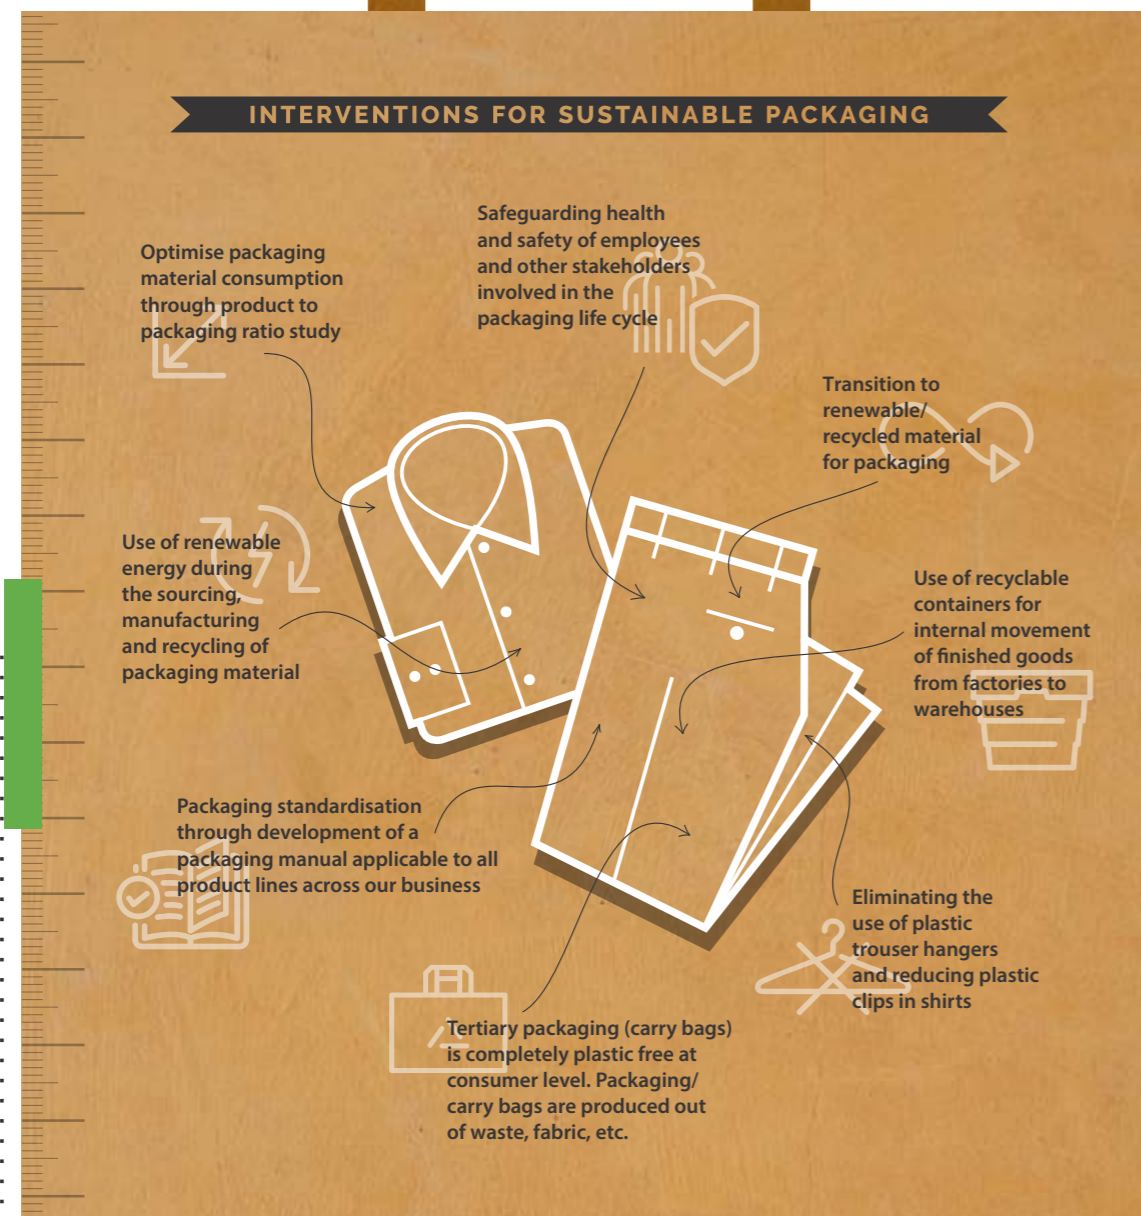 INTERVENTIONS FOR SUSTAINABLE PACKAGING
Safeguarding health
and safety of employees
and other stakeholders
involved in the
packaging life cycle
Optimise packaging
material consumption
through product to
packaging ratio study
Transition to
renewable/
recycled material
for packaging
Use of renewable
energy during
the sourcing,
manufacturing
and recycling of
packaging material
Use of recyclable
containers for
internal movement
of finished goods
from factories to
warehouses
Packaging standardisation
through development of a
packaging manual applicable to all
product lines across our business
Eliminating the
use of plastic
trouser hangers
and reducing plastic
clips in shirts
Tertiary packaging (carry bags)
is completely plastic free at
consumer level. Packaging/
carry bags are produced out
of waste, fabric, etc.